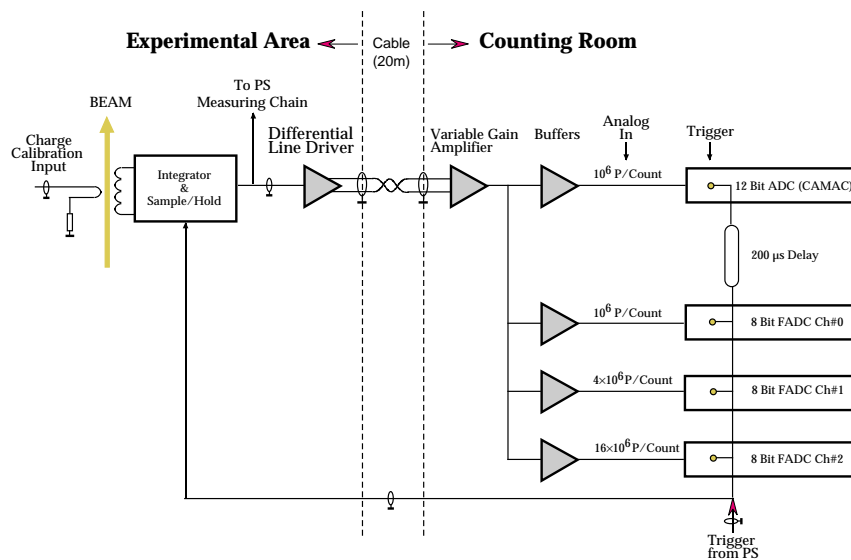 Experimental Area
Cable
(20m)
Counting Room
To PS
Measuring Chain
BEAM
Charge
Calibration
Input
Differential
Line Driver
Variable Gain
Amplifier
Buffers
Analog
In
Trigger
Integrator
&
Sample/Hold
10⁶ P/Count
12 Bit ADC (CAMAC)
200 µs Delay
10⁶ P/Count
8 Bit FADC Ch#0
4×10⁶ P/Count
8 Bit FADC Ch#1
16×10⁶ P/Count
8 Bit FADC Ch#2
Trigger
from PS